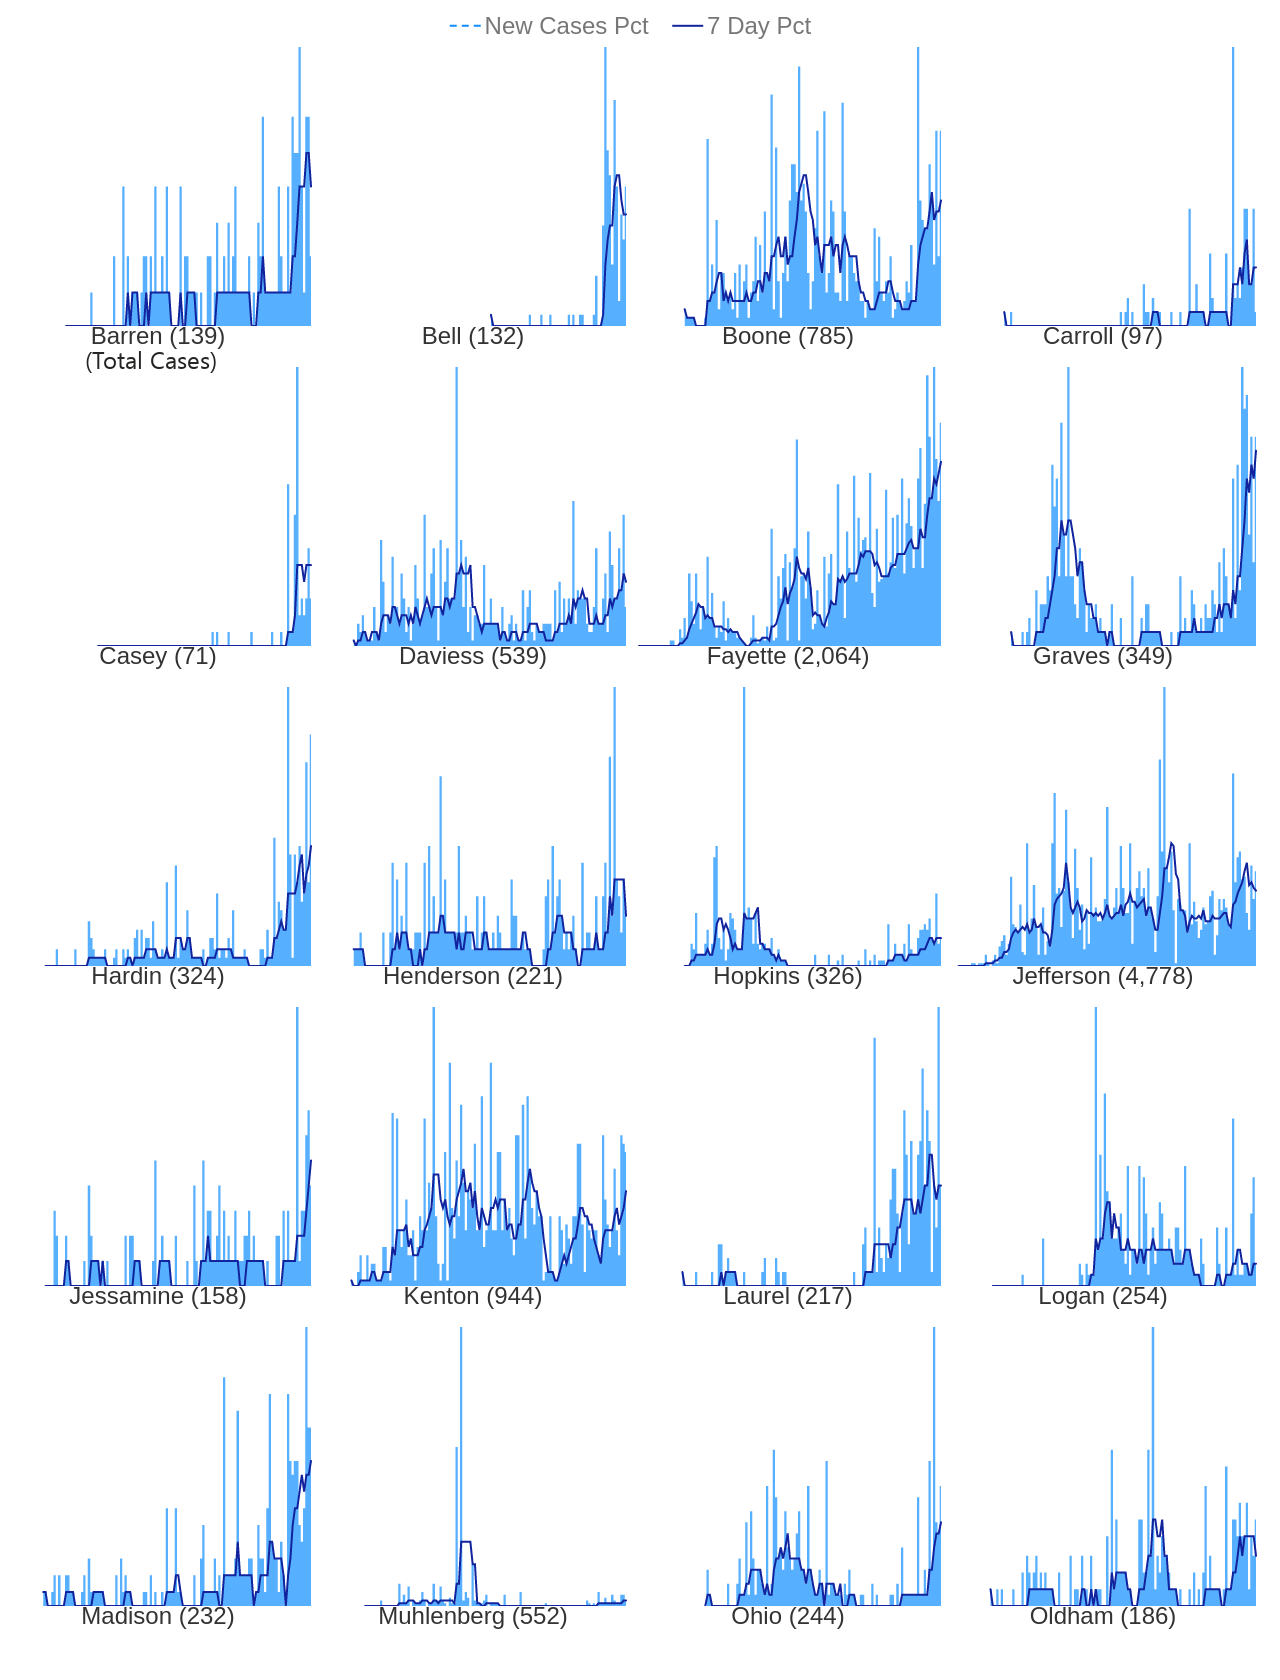 New Cases Pct 7 Day Pct
Barren (139) Bell (132) Boone (785) Carroll (97)
(Total Cases)
Casey (71) Daviess (539) Fayette (2,064) Graves (349)
Hardin (324) Henderson (221) Hopkins (326) Jefferson (4,778)
Jessamine (158) Kenton (944) Laurel (217) Logan (254)
Madison (232) Muhlenberg (552) Ohio (244) Oldham (186)